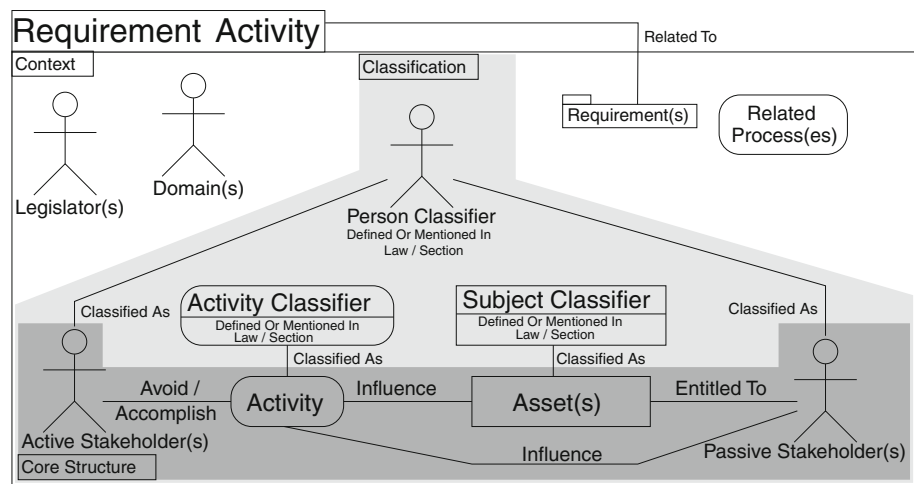 Requirement Activity
Related To
Context
Classification
Requirement(s)
Related
Process(es)
Legislator(s)
Domain(s)
Person Classifier
Defined Or Mentioned In
Law / Section
Classified As
Activity Classifier
Defined Or Mentioned In
Law / Section
Subject Classifier
Defined Or Mentioned In
Law / Section
Classified As
Classified As
Classified As
Avoid /
Accomplish
Activity
Influence
Asset(s)
Entitled To
Active Stakeholder(s)
Influence
Passive Stakeholder(s)
Core Structure